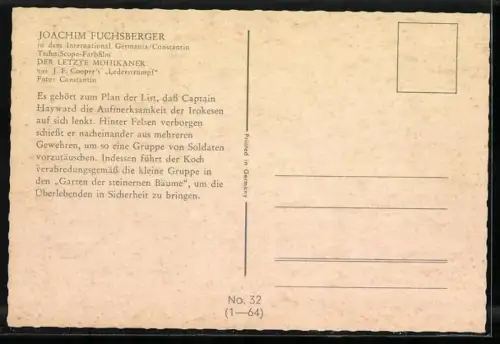 JOACHIM FUCHSBERGER
in dem International Germania/Constantin
Techn.Scope-Farbfilm
DER LETZTE MOHIKANER
aus J. F. Cooper's „Lederstrumpf"
Foto: Constantin
Es gehört zum Plan der List, daß Captain
Hayward die Aufmerksamkeit der Irokesen
auf sich lenkt. Hinter Felsen verborgen
schießt er nacheinander aus mehreren
Gewehren, um so eine Gruppe von Soldaten
vorzutäuschen. Indessen führt der Koch
verabredungsgemäß die kleine Gruppe in
den „Garten der steinernen Bäume", um die
Überlebenden in Sicherheit zu bringen.
Printed in Germany
No. 32
(1—64)